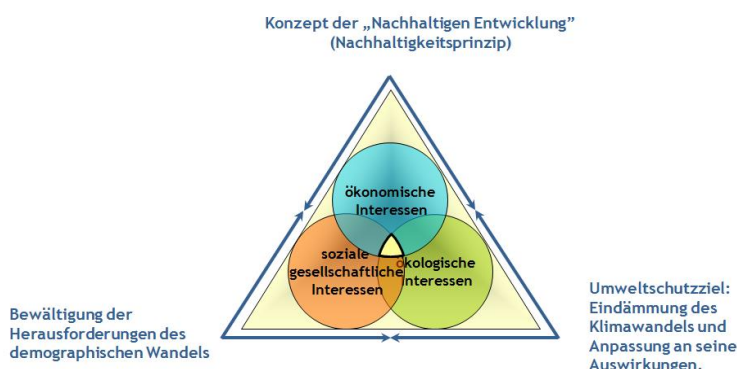 Konzept der „Nachhaltigen Entwicklung”
(Nachhaltigkeitsprinzip)
ökonomische
Interessen
soziale
gesellschaftliche
Interessen
ökologische
Interessen
Bewältigung der
Herausforderungen des
demographischen Wandels
Umweltschutzziel:
Eindämmung des
Klimawandels und
Anpassung an seine
Auswirkungen.